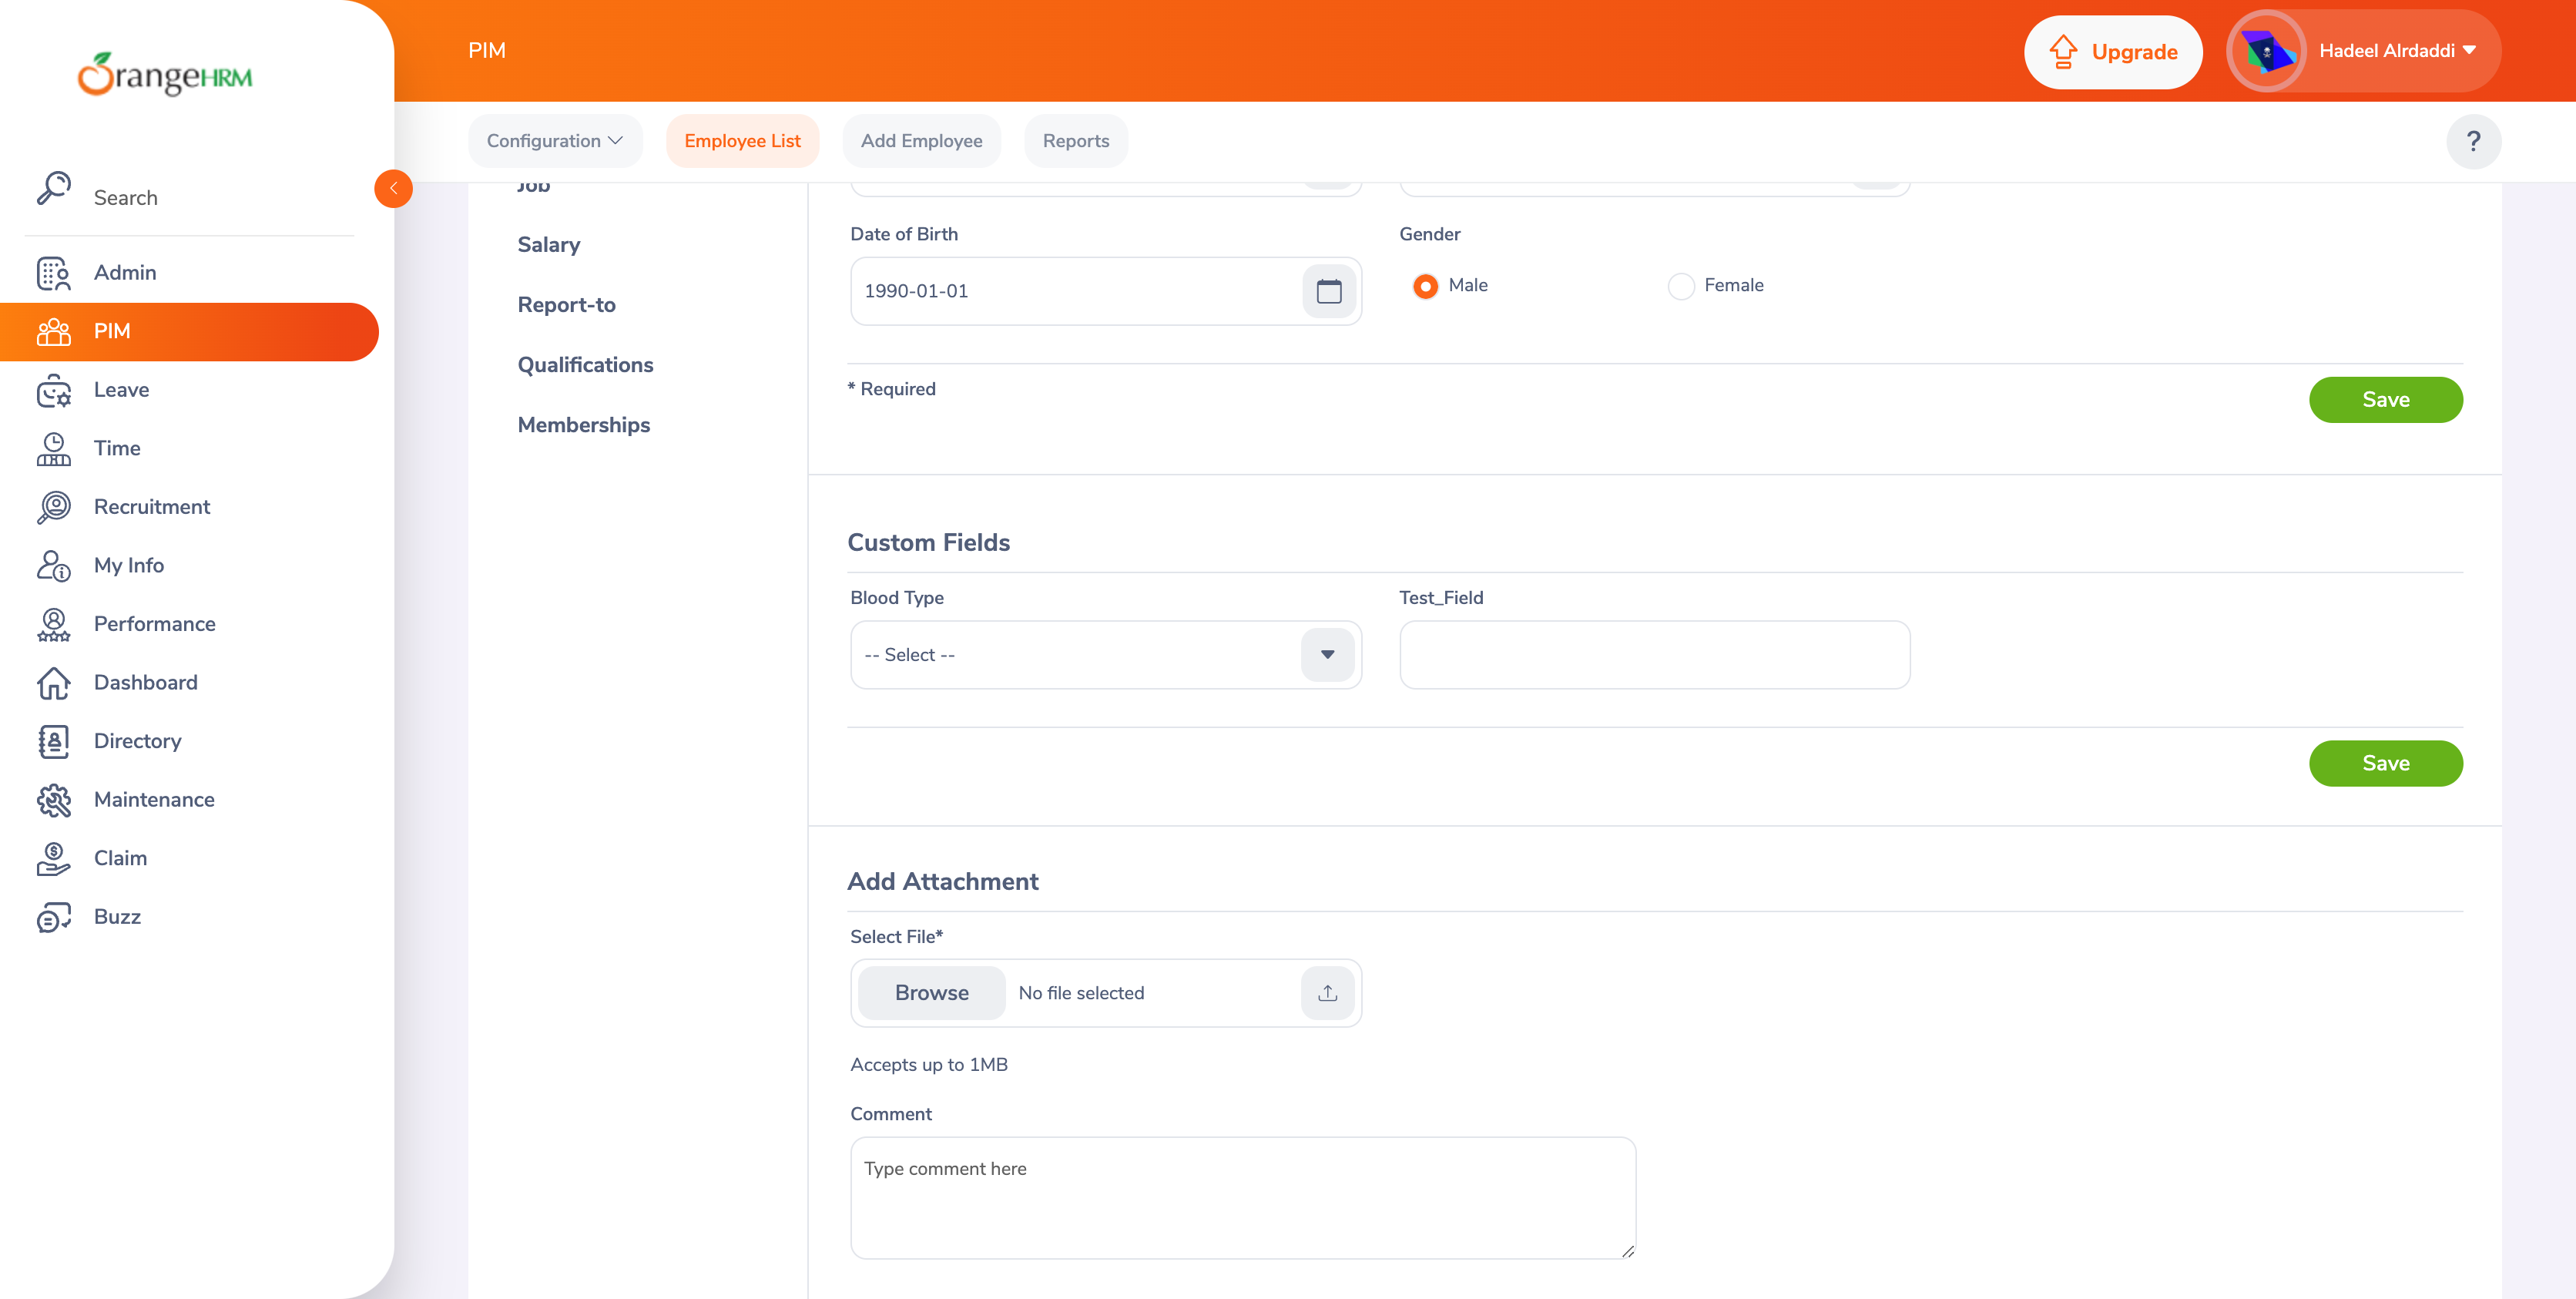 OrangeHRM
PIM
Upgrade
Hadeel Alrdaddi
Configuration
Employee List
Add Employee
Reports
?
Search
Admin
PIM
Leave
Time
Recruitment
My Info
Performance
Dashboard
Directory
Maintenance
Claim
Buzz
Job
Salary
Report-to
Qualifications
Memberships
Date of Birth
Gender
1990-01-01
Male
Female
* Required
Save
Custom Fields
Blood Type
Test_Field
-- Select --
Save
Add Attachment
Select File*
Browse
No file selected
Accepts up to 1MB
Comment
Type comment here